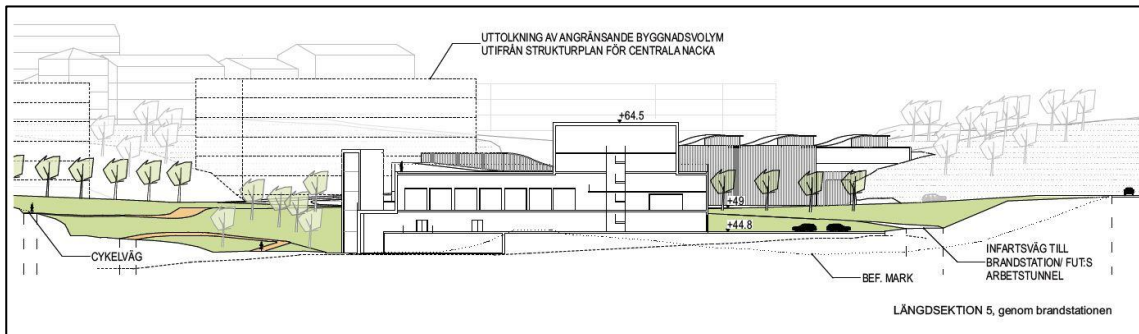 UTTOLKNING AV ANGRÄNSANDE BYGGNADSVOLYM
UTIFRÅN STRUKTURPLAN FÖR CENTRALA NACKA
+64.5
+49
+44.8
CYKELVÄG
INFARTSVÄG TILL
BRANDSTATION/ FUT:S
ARBETSTUNNEL
BEF. MARK
LÄNGDSEKTION 5, genom brandstationen